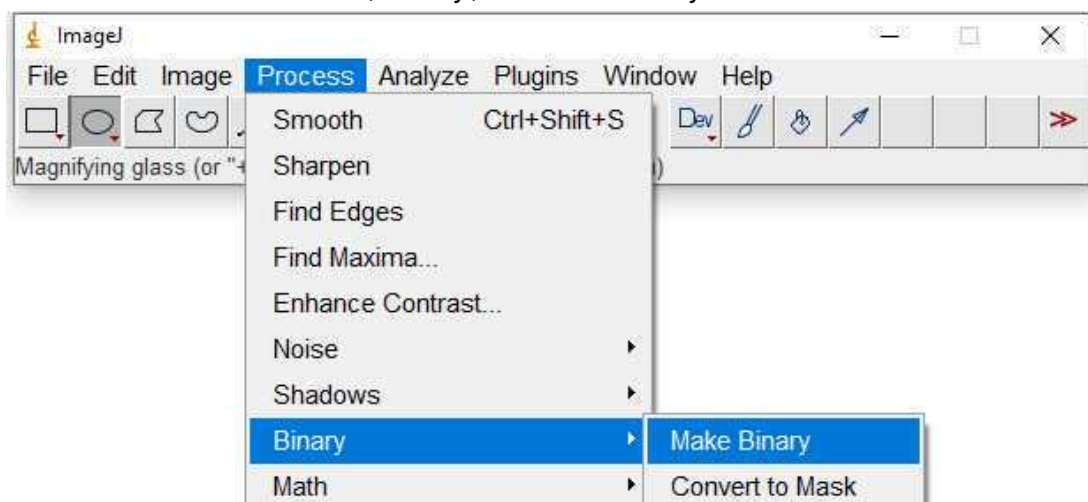 ImageJ
File Edit Image Process Analyze Plugins Window Help
Dev
Magnifying glass (or "+
Smooth Ctrl+Shift+S
Sharpen
Find Edges
Find Maxima...
Enhance Contrast...
Noise
Shadows
Binary
Make Binary
Math
Convert to Mask